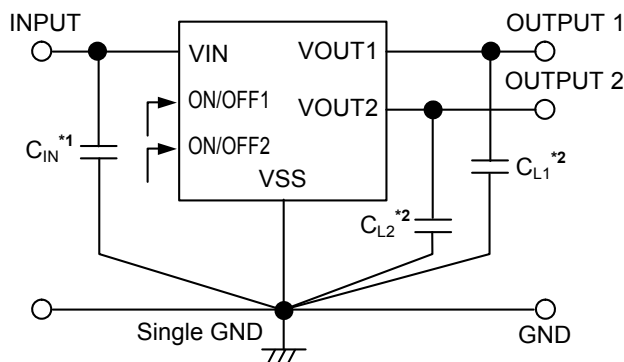 INPUT
OUTPUT 1
VIN
VOUT1
OUTPUT 2
ON/OFF1
VOUT2
CIN*1
ON/OFF2
CL1*2
VSS
CL2*2
Single GND
GND